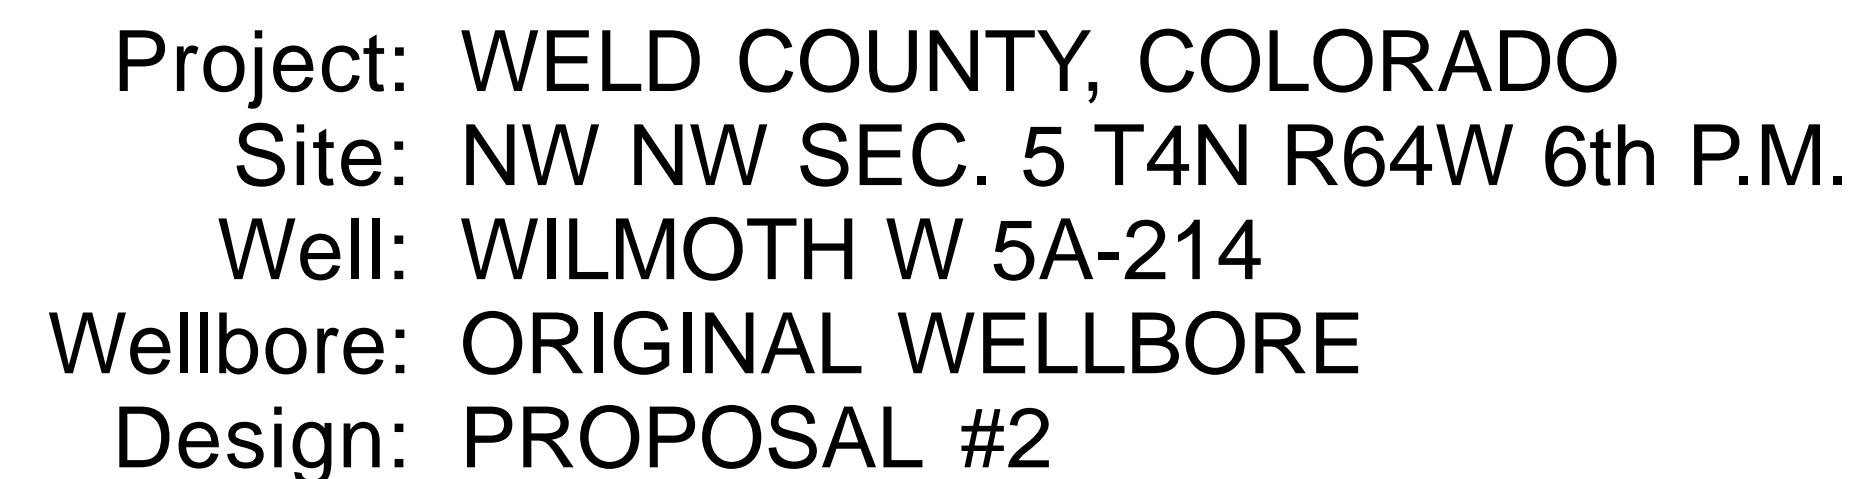 Project: WELD COUNTY, COLORADO
Site: NW NW SEC. 5 T4N R64W 6th P.M.
Well: WILMOTH W 5A-214
Wellbore: ORIGINAL WELLBORE
Design: PROPOSAL #2